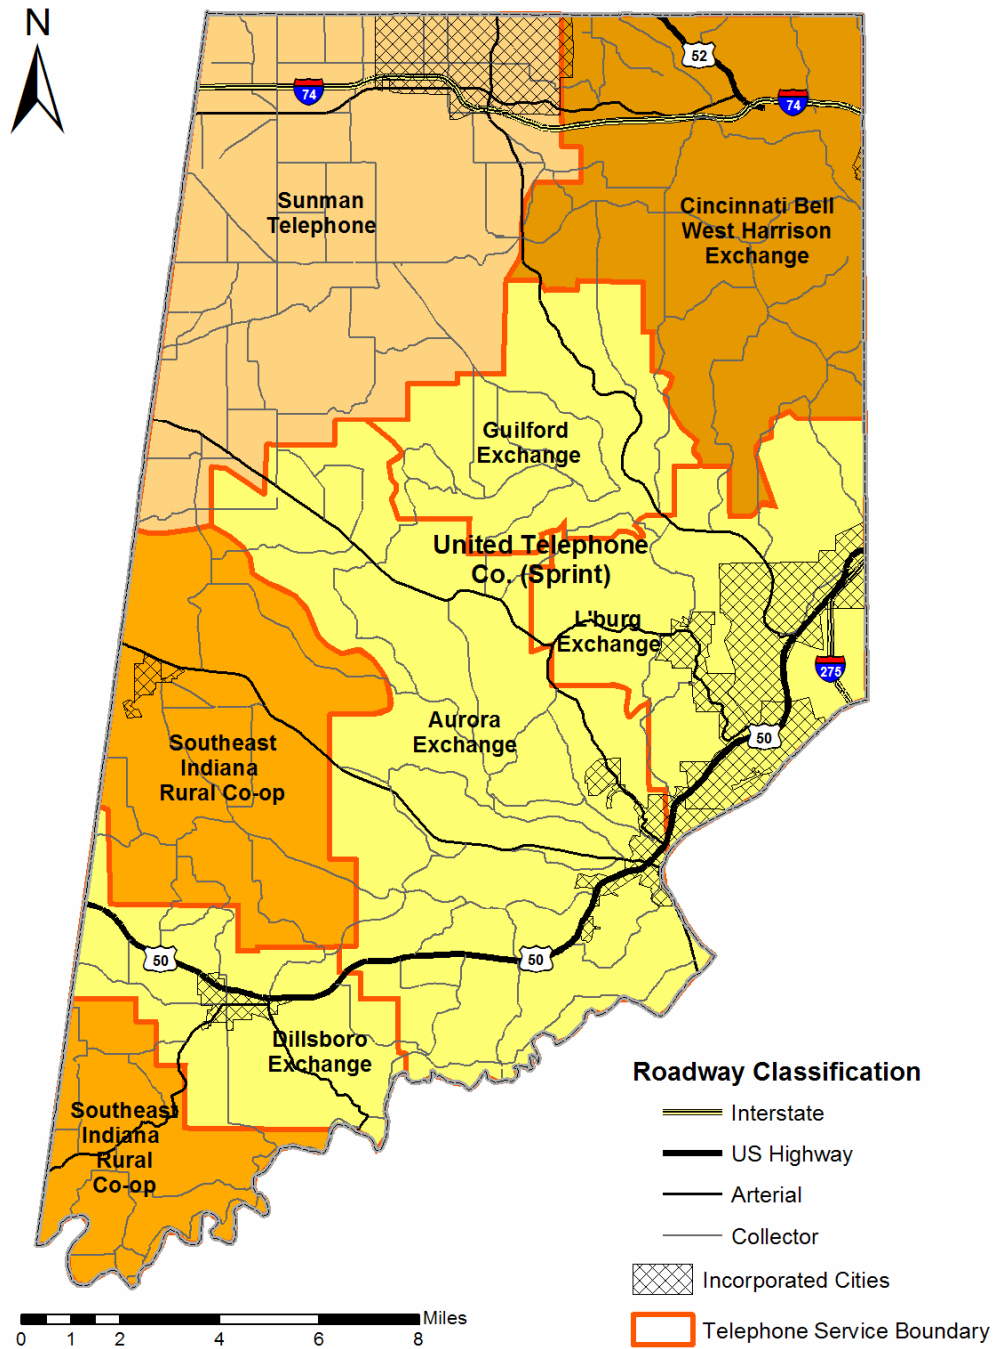 N
52
74
74
Sunman
Telephone
Cincinnati Bell
West Harrison
Exchange
Guilford
Exchange
United Telephone
Co. (Sprint)
L'burg
Exchange
275
Aurora
Exchange
50
Southeast
Indiana
Rural Co-op
50
50
Dillsboro
Exchange
Southeast
Indiana
Rural
Co-op
Roadway Classification
Interstate
US Highway
Arterial
Collector
Incorporated Cities
Telephone Service Boundary
Miles
0 1 2 4 6 8